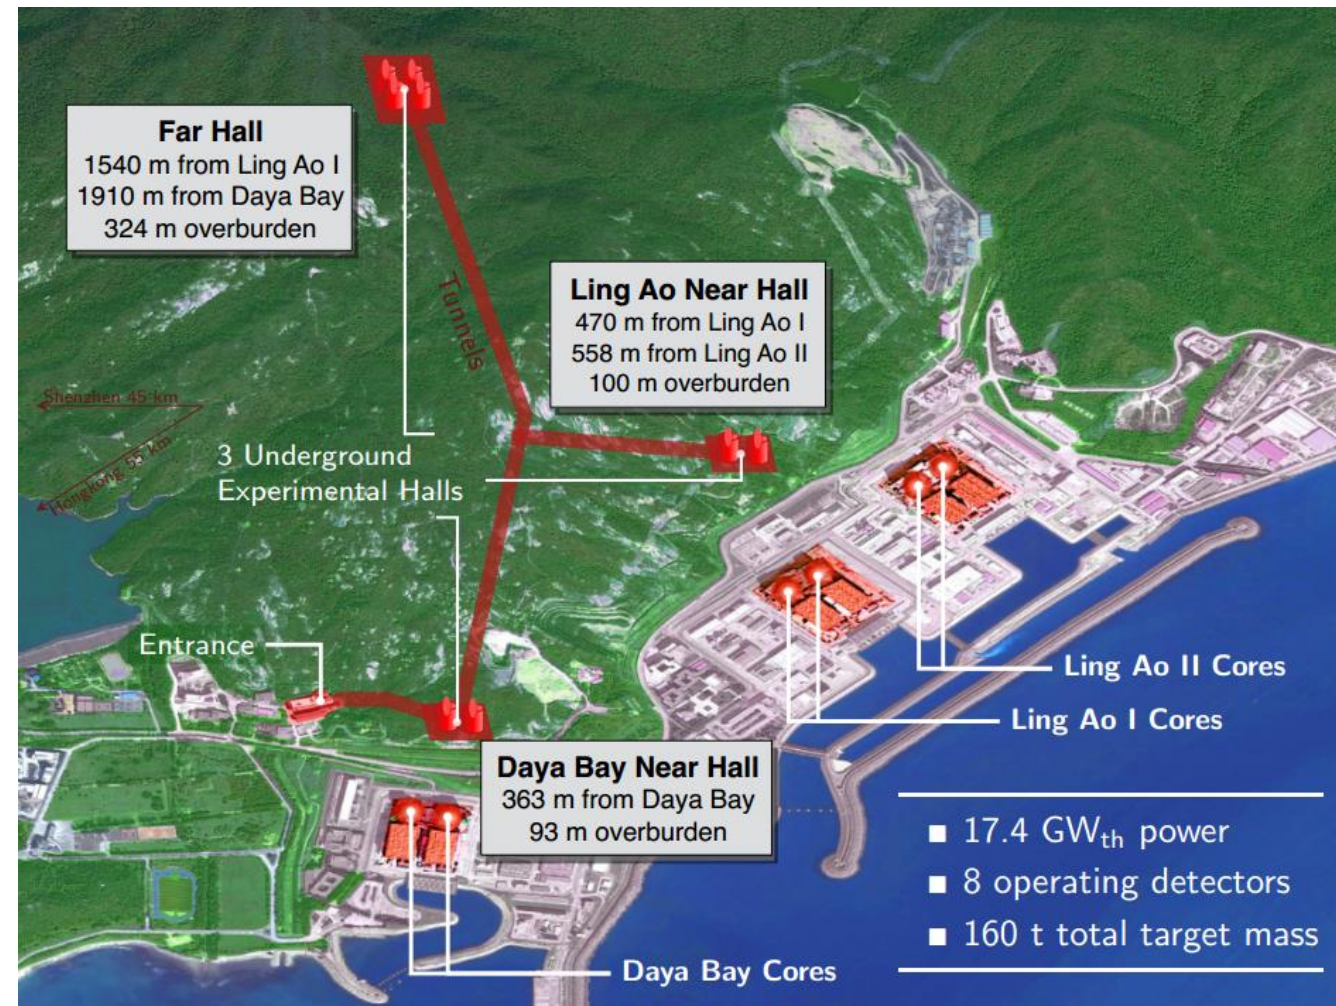 Far Hall
1540 m from Ling Ao I
1910 m from Daya Bay
324 m overburden
Ling Ao Near Hall
470 m from Ling Ao I
558 m from Ling Ao II
100 m overburden
Tunnels
Shenzhen 45 km
Hongkong 55 km
3 Underground
Experimental Halls
Entrance
Ling Ao II Cores
Ling Ao I Cores
Daya Bay Near Hall
363 m from Daya Bay
93 m overburden
Daya Bay Cores
■ 17.4 GWth power
■ 8 operating detectors
■ 160 t total target mass